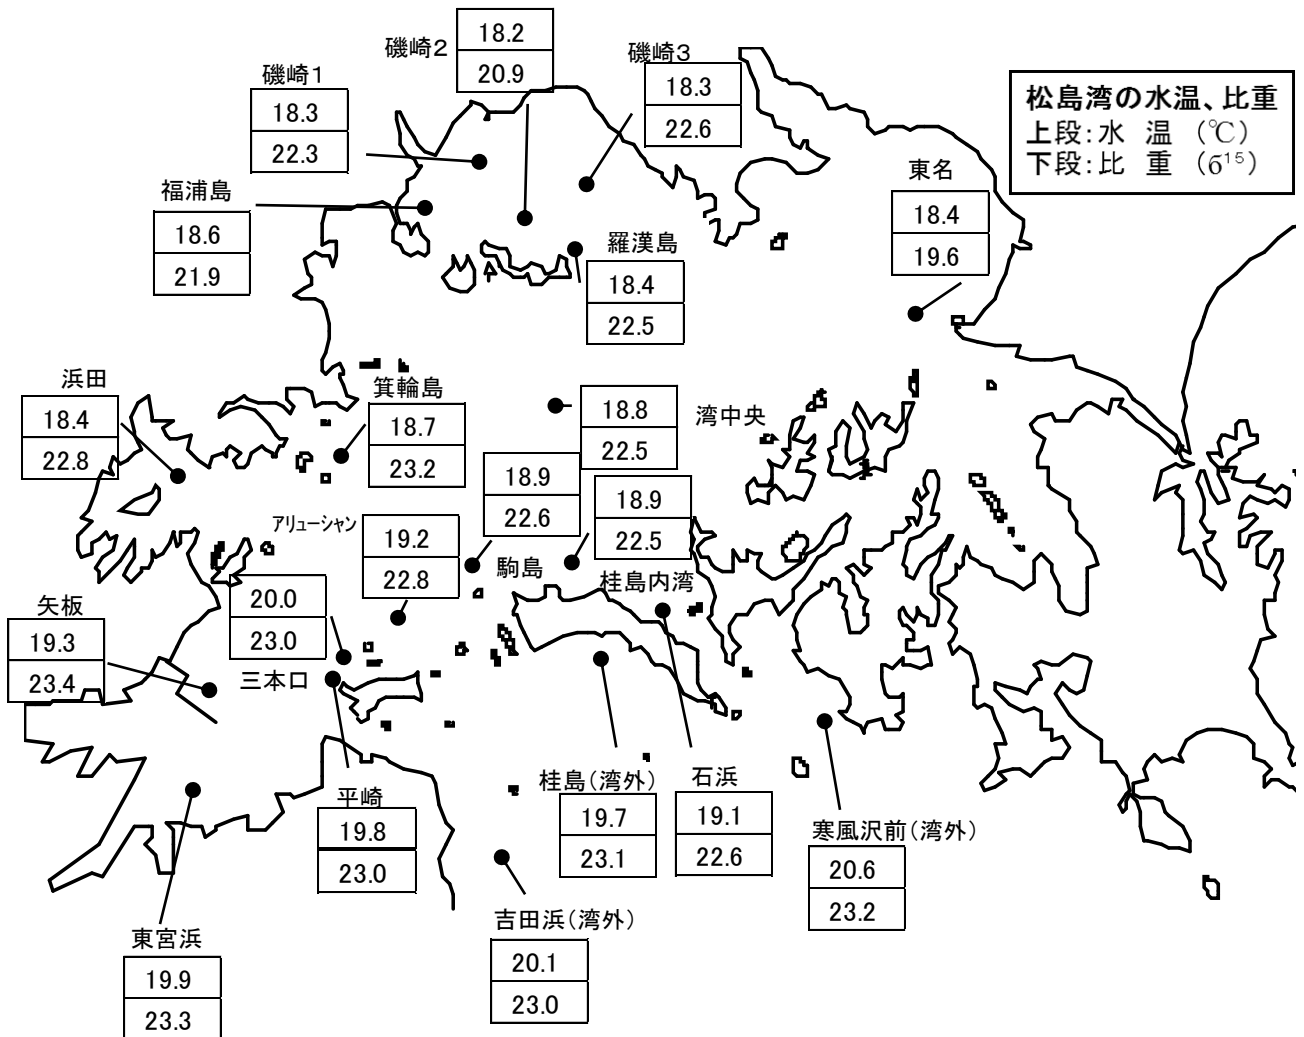 磯崎2
18.2
20.9
磯崎3
18.3
22.6
磯崎1
18.3
22.3
松島湾の水温、比重
上段:水 温 (℃)
下段:比 重 (б¹⁵)
福浦島
18.6
21.9
東名
18.4
19.6
羅漢島
18.4
22.5
浜田
18.4
22.8
箕輪島
18.7
23.2
18.8
22.5
湾中央
18.9
22.6
駒島
18.9
22.5
桂島内湾
アリューシャン
19.2
22.8
20.0
23.0
三本口
矢板
19.3
23.4
平崎
19.8
23.0
桂島(湾外)
19.7
23.1
石浜
19.1
22.6
寒風沢前(湾外)
20.6
23.2
吉田浜(湾外)
20.1
23.0
東宮浜
19.9
23.3